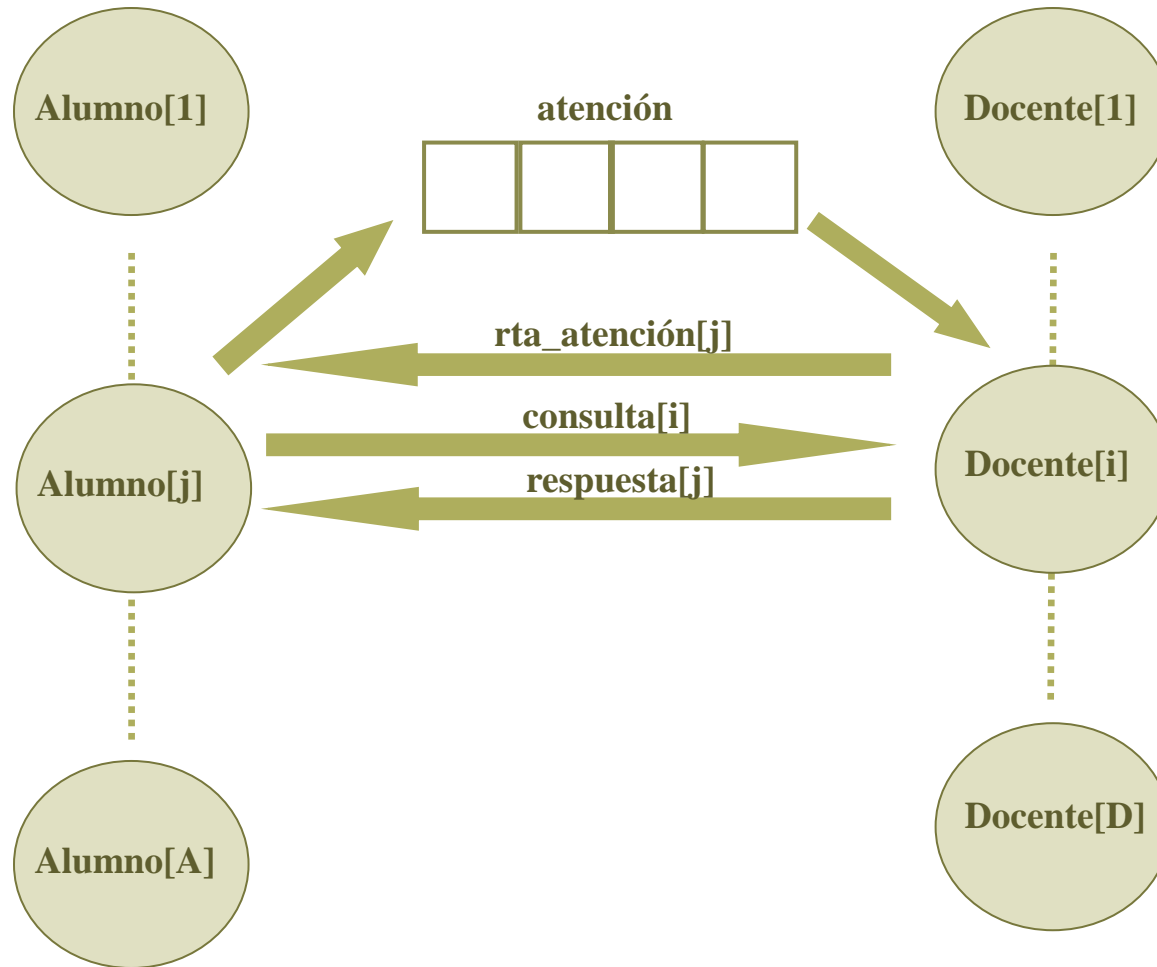 Alumno[1]
atención
Docente[1]
rta_atención[j]
consulta[i]
Alumno[j]
respuesta[j]
Docente[i]
Alumno[A]
Docente[D]